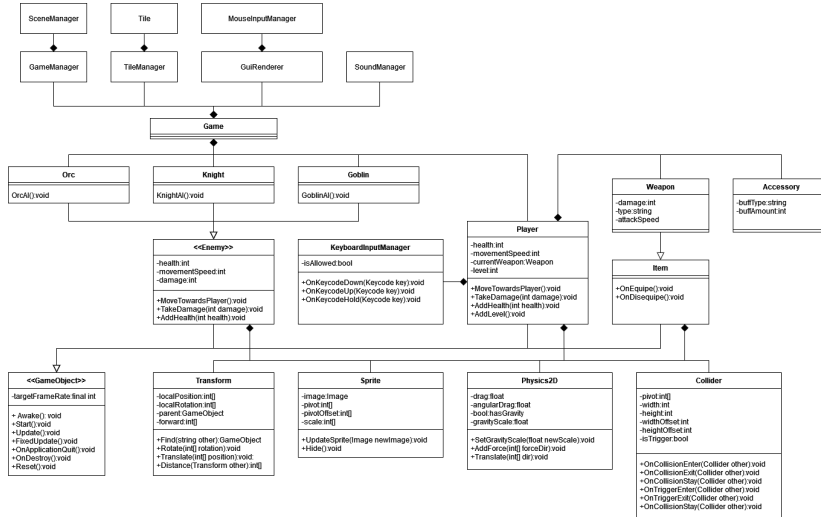 SceneManager
Tile
MouseInputManager
GameManager
TileManager
GuiRenderer
SoundManager
Game
Orc
OrcAI():void
Knight
KnightAI():void
Goblin
GoblinAI():void
Weapon
-damage:int
-type:string
-attackSpeed
Accessory
-buffType:string
-buffAmount:int
<<Enemy>>
-health:int
-movementSpeed:int
-damage:int
+MoveTowardsPlayer():void
+TakeDamage(int damage):void
+AddHealth(int health):void
KeyboardInputManager
-isAllowed:bool
+OnKeycodeDown(Keycode key):void
+OnKeycodeUp(Keycode key):void
+OnKeycodeHold(Keycode key):void
Player
-health:int
-movementSpeed:int
-currentWeapon:Weapon
-level:int
+MoveTowardsPlayer():void
+TakeDamage(int damage):void
+AddHealth(int health):void
+AddLevel():void
Item
+OnEquipe():void
+OnDisequipe():void
<<GameObject>>
-targetFrameRate:final int
+ Awake(): void
+Start():void
+Update():void
+FixedUpdate():void
+OnApplicationQuit():void
+OnDestroy():void
+Reset():void
Transform
-localPosition:int[]
-localRotation:int[]
-parent:GameObject
-forward:int[]
+Find(string other):GameObject
+Rotate(int[] rotation):void
+Translate(int[] position):void:
+Distance(Transform other):int[]
Sprite
-image:Image
-pivot:int[]
-pivotOffset:int[]
-scale:int[]
+UpdateSprite(Image newImage):void
+Hide():void
Physics2D
-drag:float
-angularDrag:float
-bool:hasGravity
-gravityScale:float
+SetGravityScale(float newScale):void
+AddForce(int[] forceDir):void
+Translate(int[] dir):void
Collider
-pivot:int[]
-width:int
-height:int
-widthOffset:int
-heightOffset:int
-isTrigger:bool
+OnCollisionEnter(Collider other):void
+OnCollisionExit(Collider other):void
+OnCollisionStay(Collider other):void
+OnTriggerEnter(Collider other):void
+OnTriggerExit(Collider other):void
+OnCollisionStay(Collider other):void